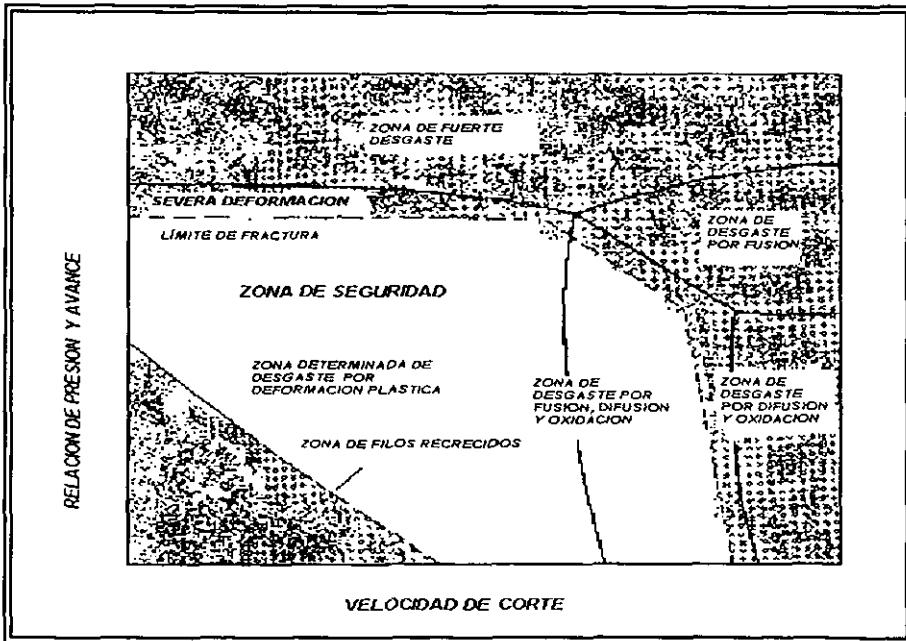 ZONA DE FUERTE
DESGASTE
SEVERA DEFORMACION
LÍMITE DE FRACTURA
ZONA DE
DESGASTE
POR FUSION
ZONA DE SEGURIDAD
RELACION DE PRESION Y AVANCE
ZONA DETERMINADA DE
DESGASTE POR
DEFORMACION PLASTICA
ZONA DE
DESGASTE POR
FUSION, DIFUSION
Y OXIDACION
ZONA DE
DESGASTE
POR DIFUSION
Y OXIDACION
ZONA DE FILOS RECRECIDOS
VELOCIDAD DE CORTE